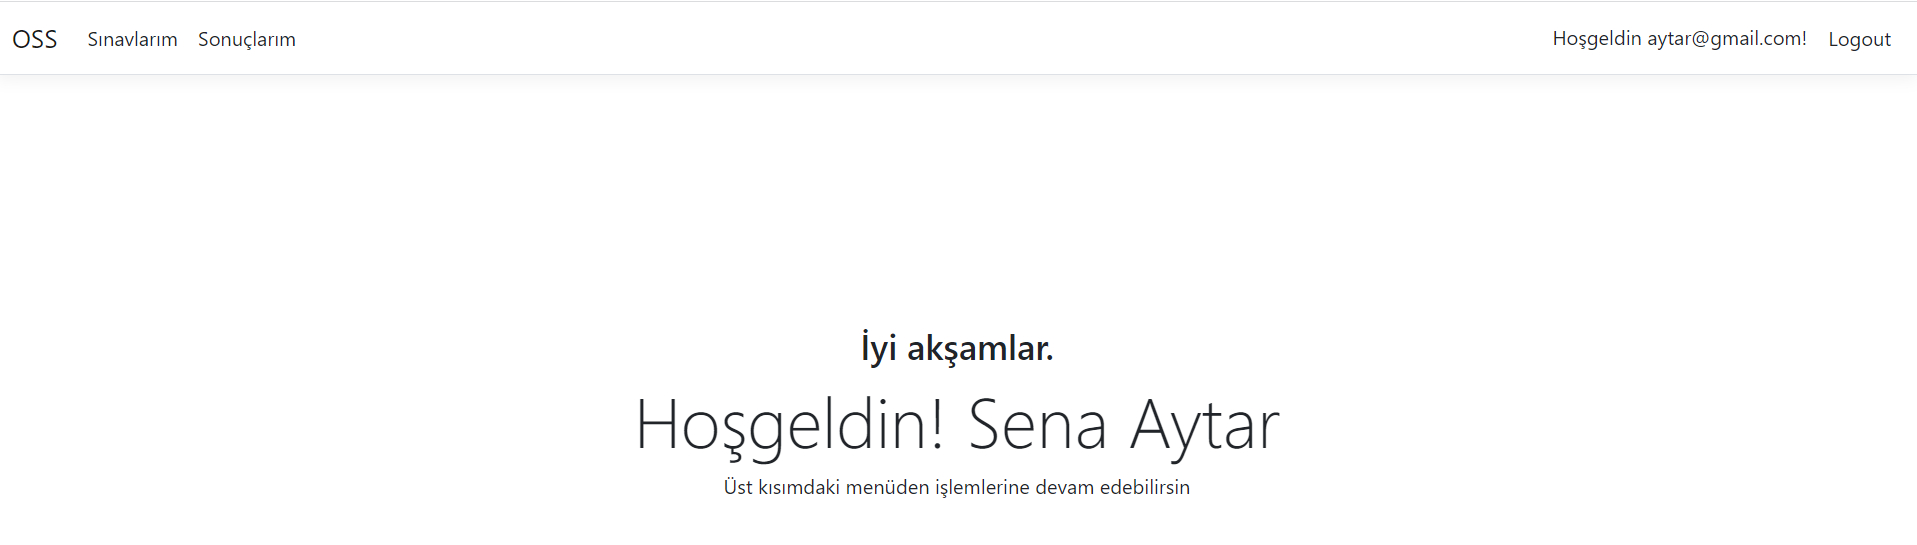 OSS Sınavlarım Sonuçlarım Hoşgeldin aytar@gmail.com! Logout
İyi akşamlar.
Hoşgeldin! Sena Aytar
Üst kısımdaki menüden işlemlerine devam edebilirsin